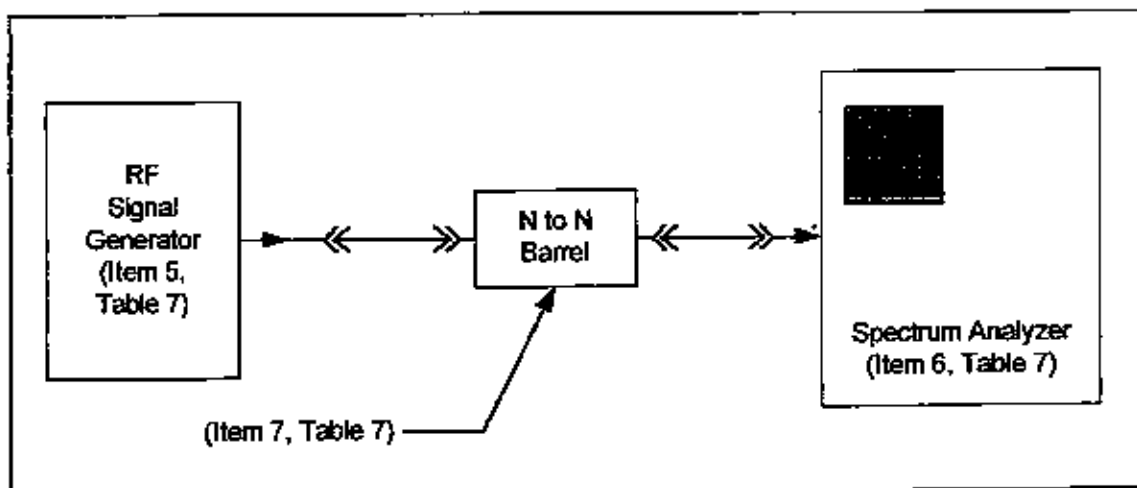 RF
Signal
Generator
(Item 5,
Table 7)
N to N
Barrel
Spectrum Analyzer
(Item 6, Table 7)
(Item 7, Table 7)